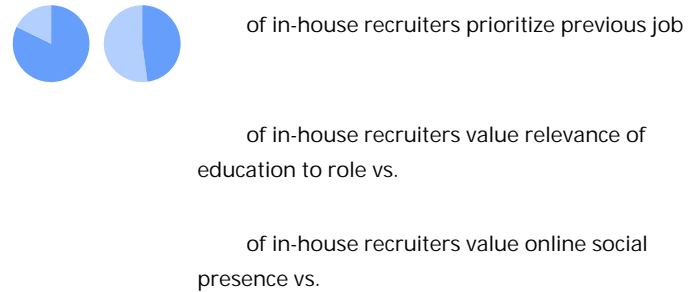 of in-house recruiters prioritize previous job
of in-house recruiters value relevance of
education to role vs.
of in-house recruiters value online social
presence vs.